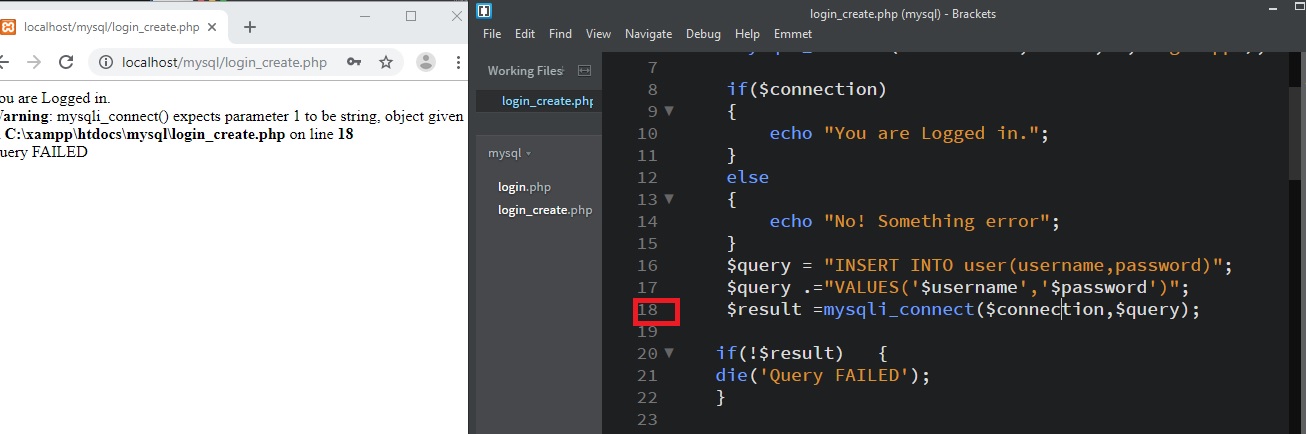 localhost/mysql/login_create.php
localhost/mysql/login_create.php
ou are Logged in.
arning: mysqli_connect() expects parameter 1 to be string, object given
C:\xampp\htdocs\mysql\login_create.php on line 18
uery FAILED
login_create.php (mysql) - Brackets
File Edit Find View Navigate Debug Help Emmet
Working Files
login_create.php
mysql
login.php
login_create.php
7
8 if($connection)
9 {
10 echo "You are Logged in.";
11 }
12 else
13 {
14 echo "No! Something error";
15 }
16 $query = "INSERT INTO user(username,password)";
17 $query .="VALUES('$username','$password')";
18 $result =mysqli_connect($connection,$query);
19
20 if(!$result) {
21 die('Query FAILED');
22 }
23